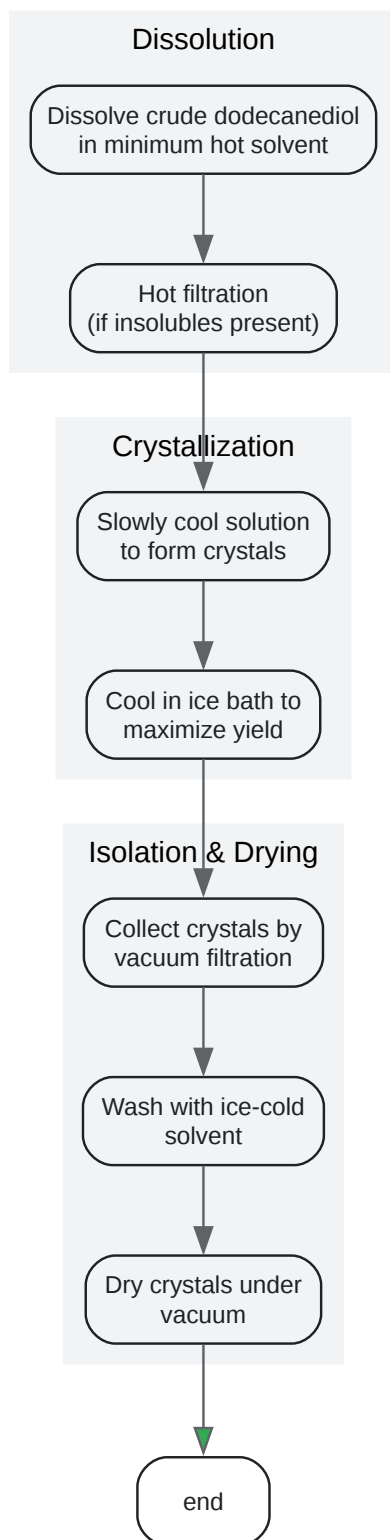 Dissolution
Dissolve crude dodecanediol
in minimum hot solvent
Hot filtration
(if insolubles present)
Crystallization
Slowly cool solution
to form crystals
Cool in ice bath to
maximize yield
Isolation & Drying
Collect crystals by
vacuum filtration
Wash with ice-cold
solvent
Dry crystals under
vacuum
end